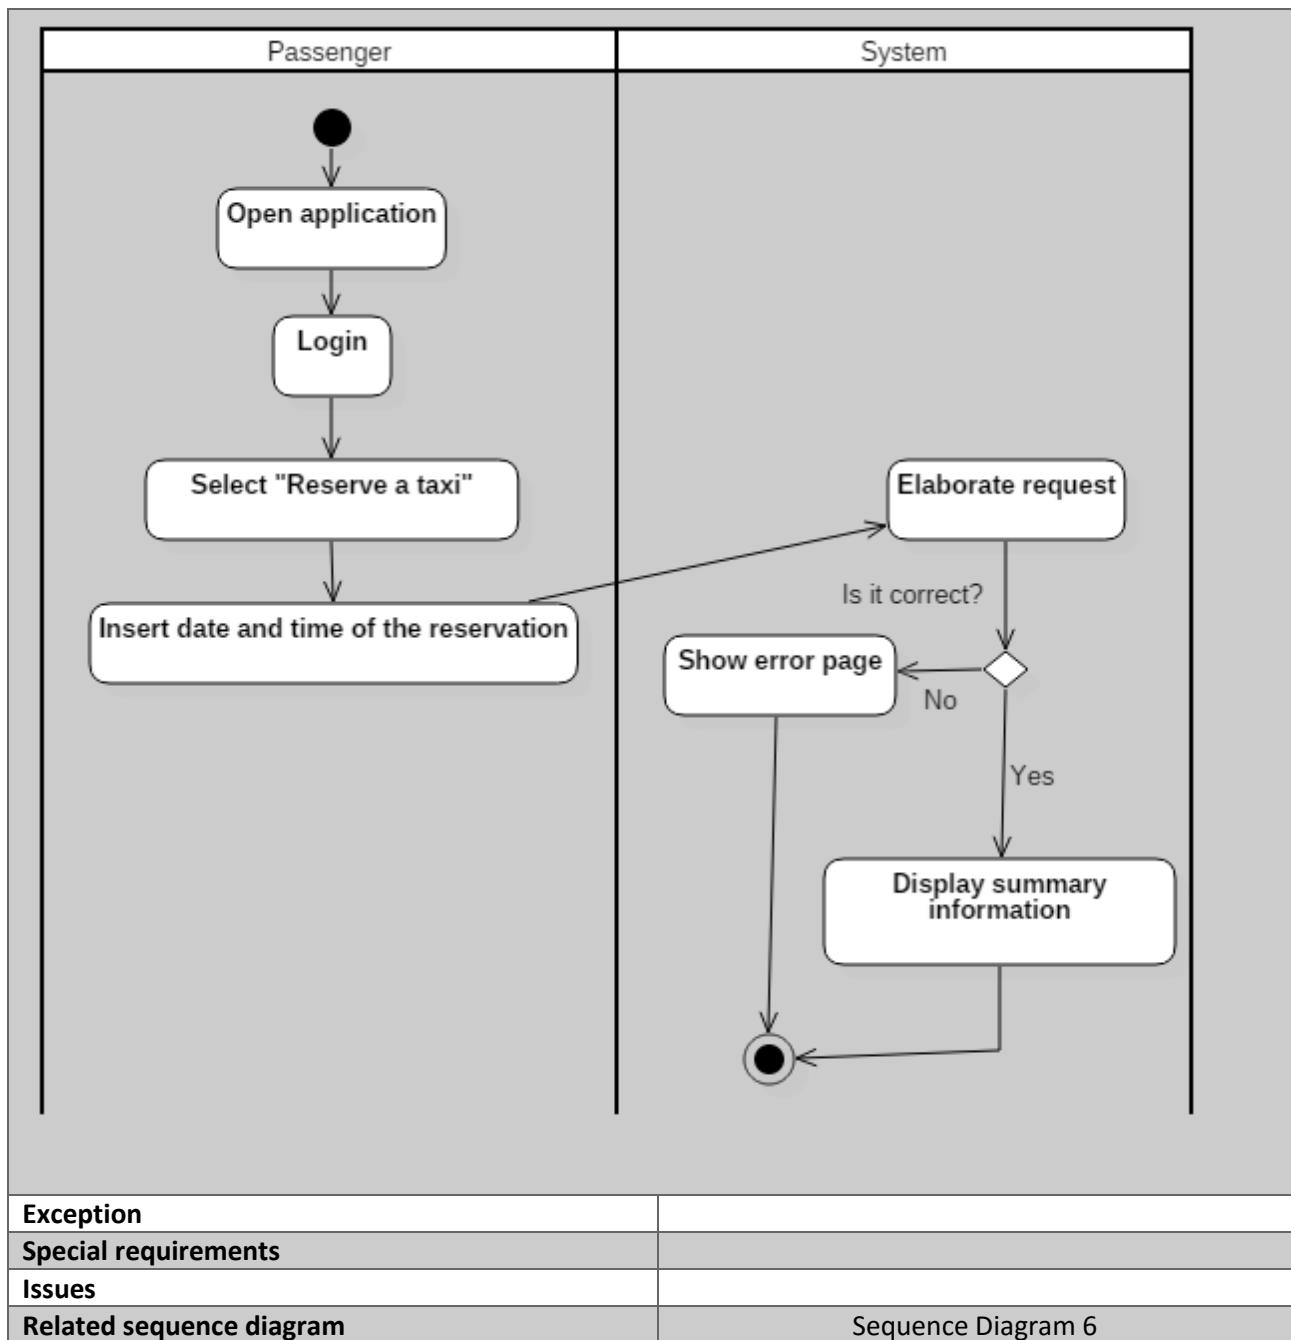 Passenger
System
Open application
Login
Select "Reserve a taxi"
Elaborate request
Insert date and time of the reservation
Is it correct?
Show error page
No
Yes
Display summary
information
Exception
Special requirements
Issues
Related sequence diagram
Sequence Diagram 6